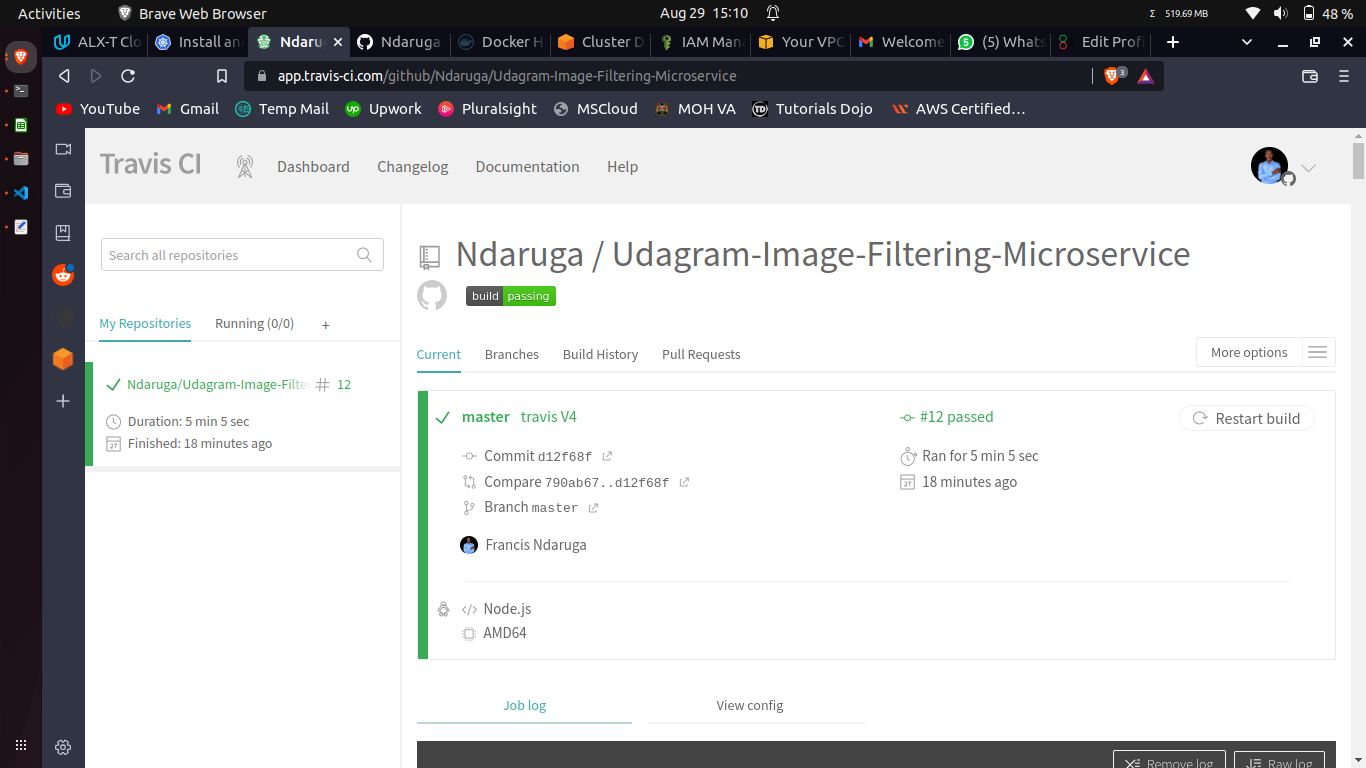 Activities Brave Web Browser Aug 29 15:10 Σ 519.69 MB 48 %
ALX-T Clo Install an Ndarug Ndaruga Docker H Cluster D IAM Mana Your VPC Welcome (5) Whats Edit Profi
app.travis-ci.com/github/Ndaruga/Udagram-Image-Filtering-Microservice 3
YouTube Gmail Temp Mail Upwork Pluralsight MSCloud MOH VA Tutorials Dojo AWS Certified…
Travis CI Dashboard Changelog Documentation Help
Search all repositories
My Repositories Running (0/0) +
Ndaruga/Udagram-Image-Filte # 12
Duration: 5 min 5 sec
Finished: 18 minutes ago
Ndaruga / Udagram-Image-Filtering-Microservice
build passing
Current Branches Build History Pull Requests More options
master travis V4 #12 passed Restart build
Commit d12f68f Ran for 5 min 5 sec
Compare 790ab67..d12f68f 18 minutes ago
Branch master
Francis Ndaruga
Node.js
AMD64
Job log View config
Remove log Raw log